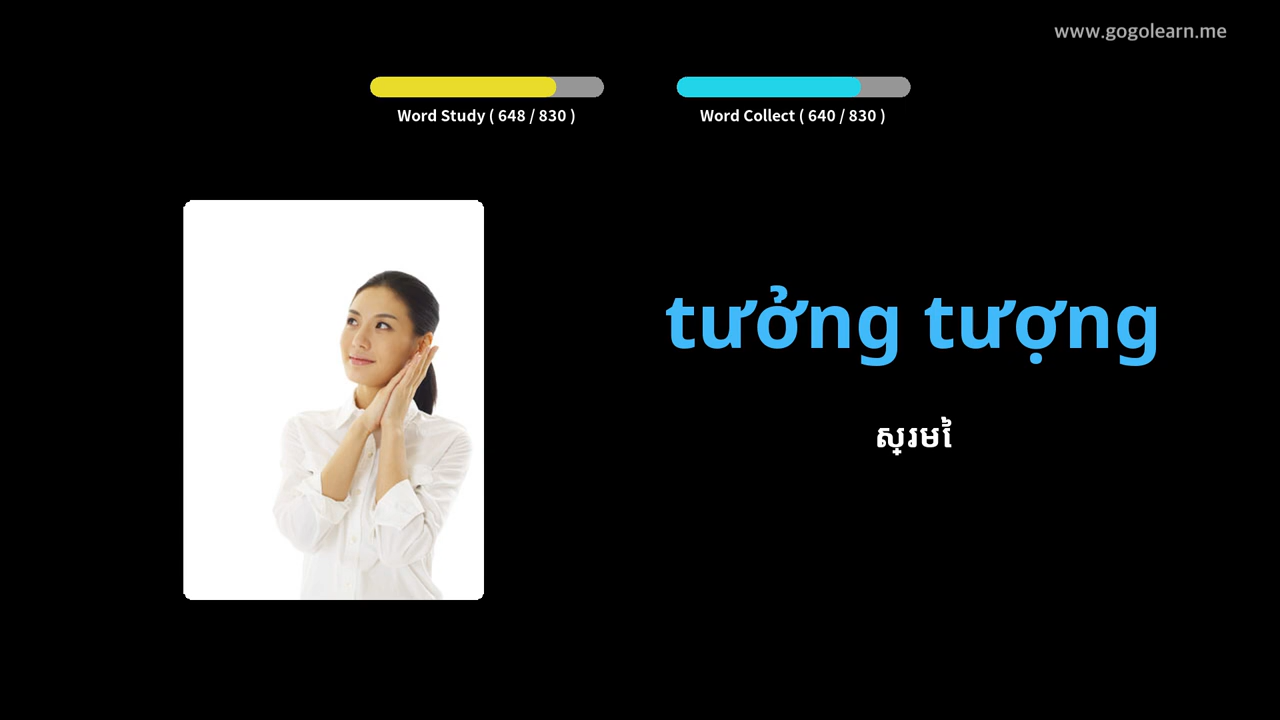 www.gogolearn.me
Word Study ( 648 / 830 )
Word Collect ( 640 / 830 )
tưởng tượng
ស្រមៃ